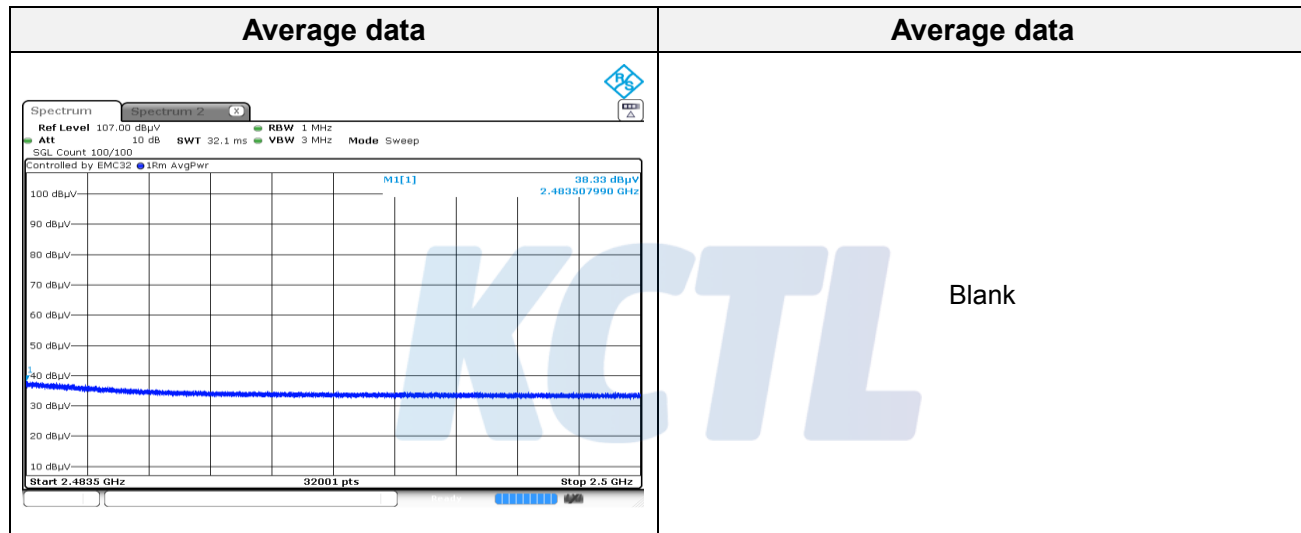 Average data
Average data
R&S
Spectrum
Spectrum 2 X
Ref Level 107.00 dBµV RBW 1 MHz
Att 10 dB SWT 32.1 ms VBW 3 MHz Mode Sweep
SGL Count 100/100
Controlled by EMC32 1Rm AvgPwr
M1[1] 38.33 dBµV
2.483507990 GHz
100 dBµV
90 dBµV
80 dBµV
70 dBµV
60 dBµV
50 dBµV
1
40 dBµV
30 dBµV
20 dBµV
10 dBµV
Start 2.4835 GHz 32001 pts Stop 2.5 GHz
Ready
Blank
KCTL